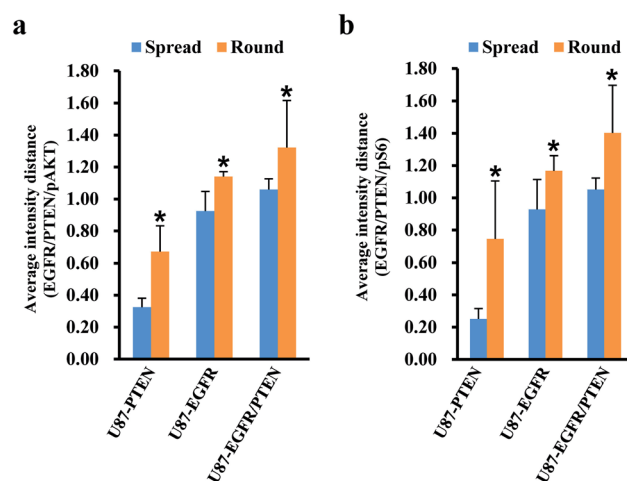 a
Spread Round
Average intensity distance
(EGFR/PTEN/pAKT)
1.80
1.60
1.40
1.20
1.00
0.80
0.60
0.40
0.20
0.00
*
*
*
U87-PTEN
U87-EGFR
U87-EGFR/PTEN
b
Spread Round
Average intensity distance
(EGFR/PTEN/pS6)
1.80
1.60
1.40
1.20
1.00
0.80
0.60
0.40
0.20
0.00
*
*
*
U87-PTEN
U87-EGFR
U87-EGFR/PTEN